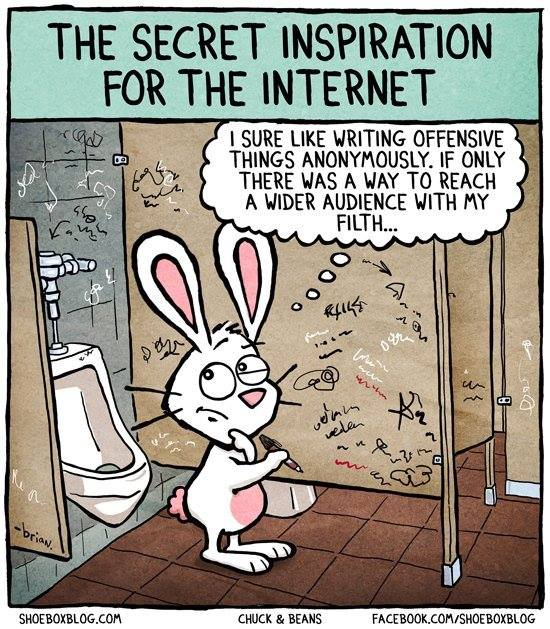 THE SECRET INSPIRATION
FOR THE INTERNET
I SURE LIKE WRITING OFFENSIVE
THINGS ANONYMOUSLY. IF ONLY
THERE WAS A WAY TO REACH
A WIDER AUDIENCE WITH MY
FILTH...
-brian.
SHOEBOXBLOG.COM CHUCK & BEANS FACEBOOK.COM/SHOEBOXBLOG